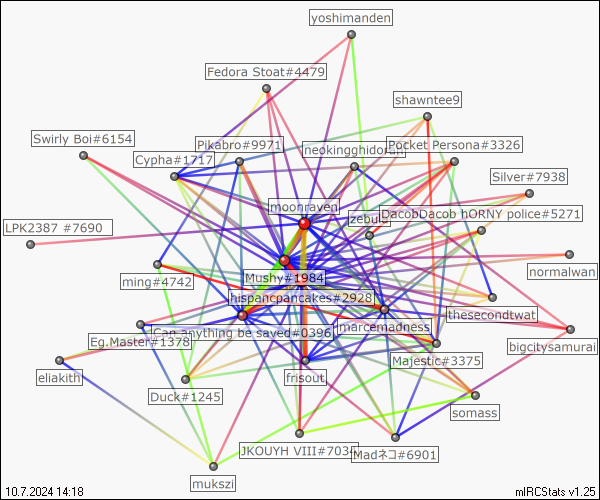 yoshimanden
Fedora Stoat#4479
shawntee9
Swirly Boi#6154
Pikabro#9971
neokingghidorah
Pocket Persona#3326
Cypha#1717
Silver#7938
moonraven
zebul
DacobDacob hORNY police#5271
LPK2387 #7690
Mushy#1984
normalwan
ming#4742
hispancpancakes#2928
thesecondtwat
Can anything be saved#0396
marcemadness
Eg.Master#1378
bigcitysamurai
Majestic#3375
eliakith
frisout
Duck#1245
somass
JKOUYH VIII#703
Madネコ#6901
mukszi
10.7.2024 14:18
mIRCStats v1.25